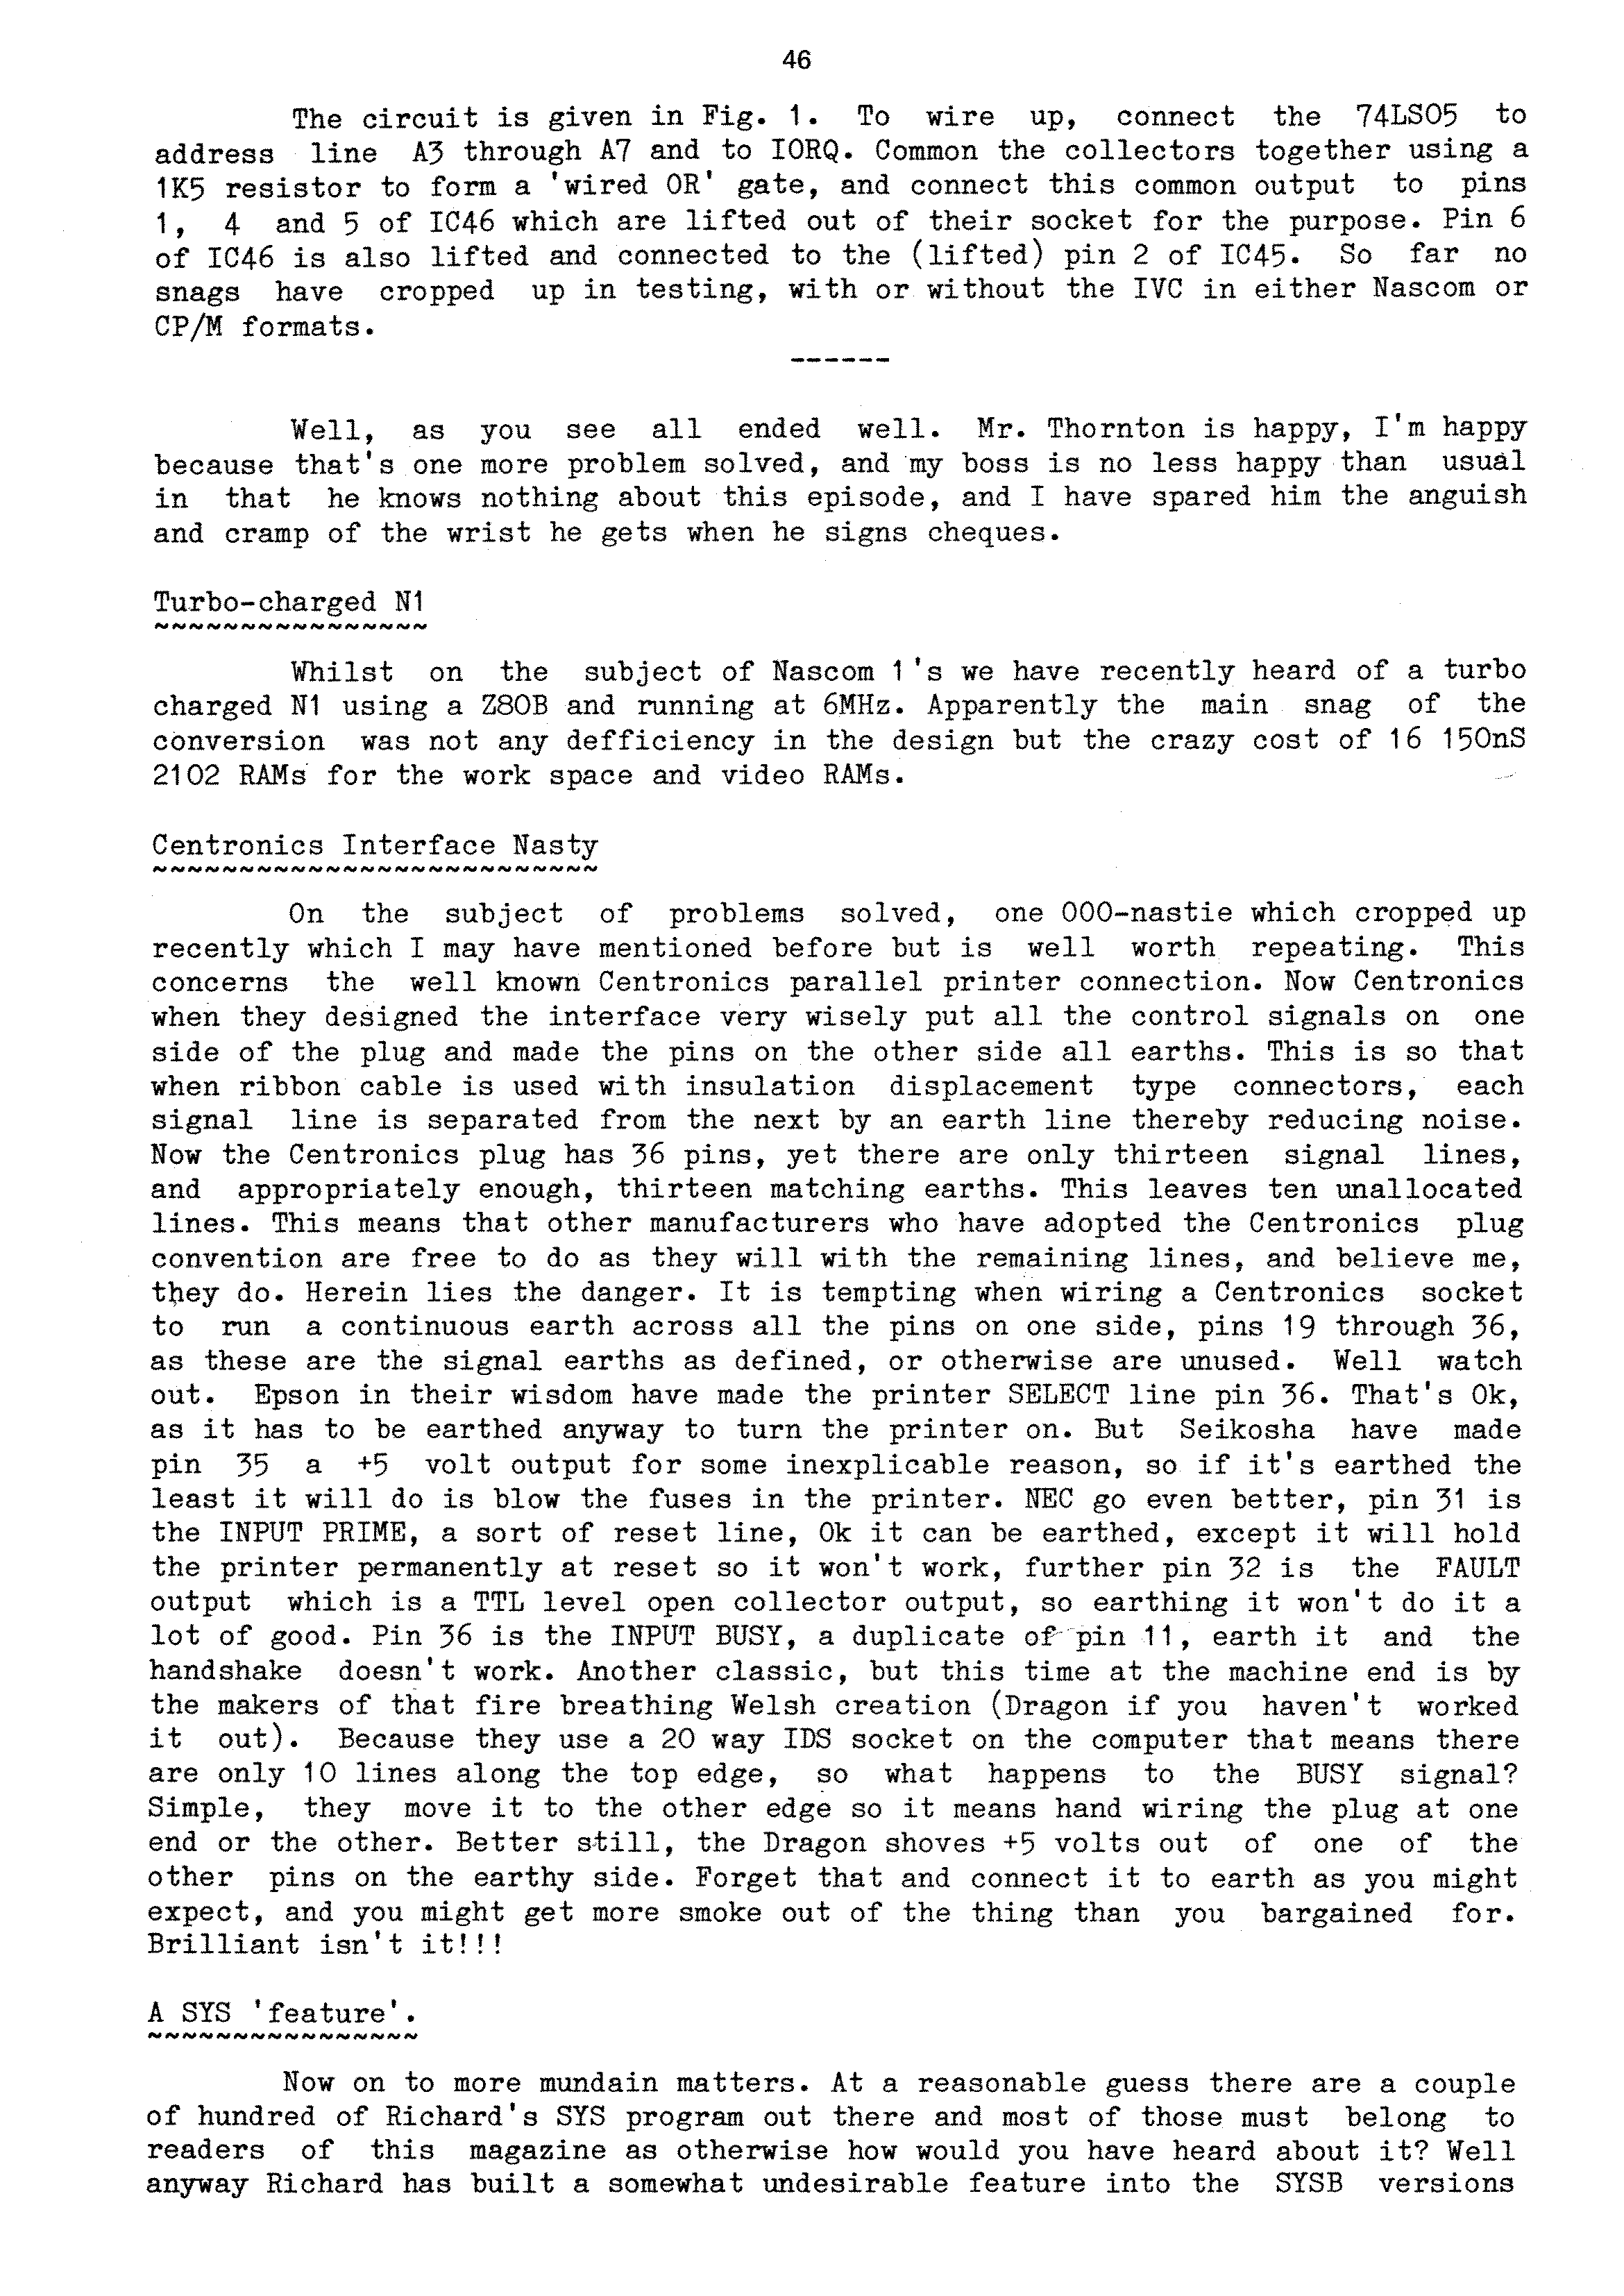 46
The circuit is given in Fig. 1. To wire up, connect the 74LS05 to
address line A3 through A7 and to IORQ. Common the collectors together using a
1K5 resistor to form a 'wired OR' gate, and connect this common output to pins
1, 4 and 5 of IC46 which are lifted out of their socket for the purpose. Pin 6
of IC46 is also lifted and connected to the (lifted) pin 2 of IC45. So far no
snags have cropped up in testing, with or without the IVC in either Nascom or
CP/M formats.
------
Well, as you see all ended well. Mr. Thornton is happy, I'm happy
because that's one more problem solved, and my boss is no less happy than usual
in that he knows nothing about this episode, and I have spared him the anguish
and cramp of the wrist he gets when he signs cheques.
Turbo-charged N1
~~~~~~~~~~~~~~~~
Whilst on the subject of Nascom 1's we have recently heard of a turbo
charged N1 using a Z80B and running at 6MHz. Apparently the main snag of the
conversion was not any defficiency in the design but the crazy cost of 16 150nS
2102 RAMs for the work space and video RAMs.
Centronics Interface Nasty
~~~~~~~~~~~~~~~~~~~~~~~~~~
On the subject of problems solved, one OOO-nastie which cropped up
recently which I may have mentioned before but is well worth repeating. This
concerns the well known Centronics parallel printer connection. Now Centronics
when they designed the interface very wisely put all the control signals on one
side of the plug and made the pins on the other side all earths. This is so that
when ribbon cable is used with insulation displacement type connectors, each
signal line is separated from the next by an earth line thereby reducing noise.
Now the Centronics plug has 36 pins, yet there are only thirteen signal lines,
and appropriately enough, thirteen matching earths. This leaves ten unallocated
lines. This means that other manufacturers who have adopted the Centronics plug
convention are free to do as they will with the remaining lines, and believe me,
they do. Herein lies the danger. It is tempting when wiring a Centronics socket
to run a continuous earth across all the pins on one side, pins 19 through 36,
as these are the signal earths as defined, or otherwise are unused. Well watch
out. Epson in their wisdom have made the printer SELECT line pin 36. That's Ok,
as it has to be earthed anyway to turn the printer on. But Seikosha have made
pin 35 a +5 volt output for some inexplicable reason, so if it's earthed the
least it will do is blow the fuses in the printer. NEC go even better, pin 31 is
the INPUT PRIME, a sort of reset line, Ok it can be earthed, except it will hold
the printer permanently at reset so it won't work, further pin 32 is the FAULT
output which is a TTL level open collector output, so earthing it won't do it a
lot of good. Pin 36 is the INPUT BUSY, a duplicate of pin 11, earth it and the
handshake doesn't work. Another classic, but this time at the machine end is by
the makers of that fire breathing Welsh creation (Dragon if you haven't worked
it out). Because they use a 20 way IDS socket on the computer that means there
are only 10 lines along the top edge, so what happens to the BUSY signal?
Simple, they move it to the other edge so it means hand wiring the plug at one
end or the other. Better still, the Dragon shoves +5 volts out of one of the
other pins on the earthy side. Forget that and connect it to earth as you might
expect, and you might get more smoke out of the thing than you bargained for.
Brilliant isn't it!!!
A SYS 'feature'.
~~~~~~~~~~~~~~~~
Now on to more mundain matters. At a reasonable guess there are a couple
of hundred of Richard's SYS program out there and most of those must belong to
readers of this magazine as otherwise how would you have heard about it? Well
anyway Richard has built a somewhat undesirable feature into the SYSB versions